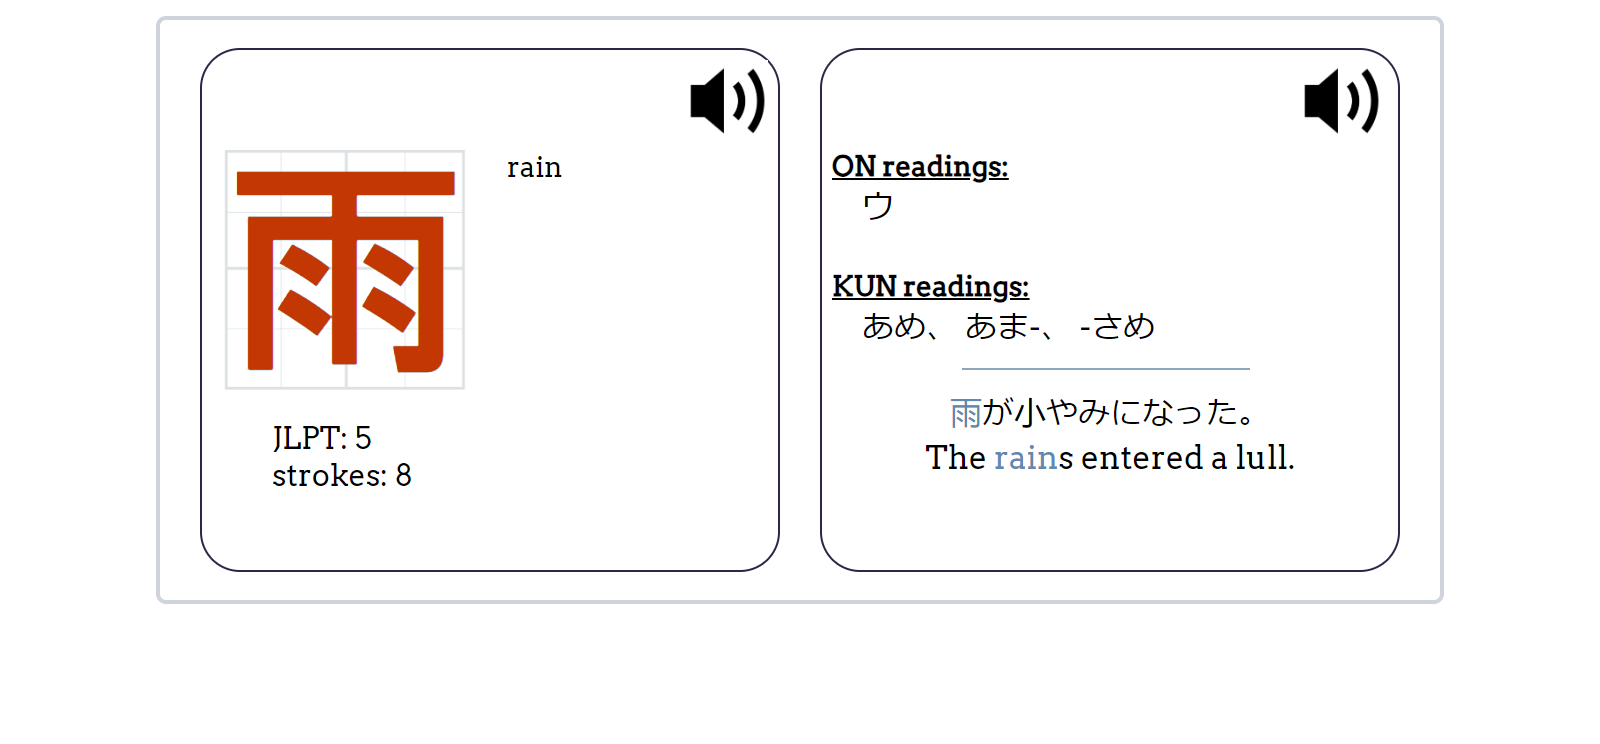 雨
rain
JLPT: 5
strokes: 8
ON readings:
ウ
KUN readings:
あめ、 あま-、 -さめ
雨が小やみになった。
The rains entered a lull.